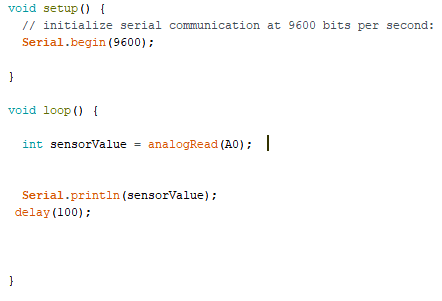 void setup() {
  // initialize serial communication at 9600 bits per second:
  Serial.begin(9600);
}
void loop() {
  int sensorValue = analogRead(A0);
  Serial.println(sensorValue);
 delay(100);
}